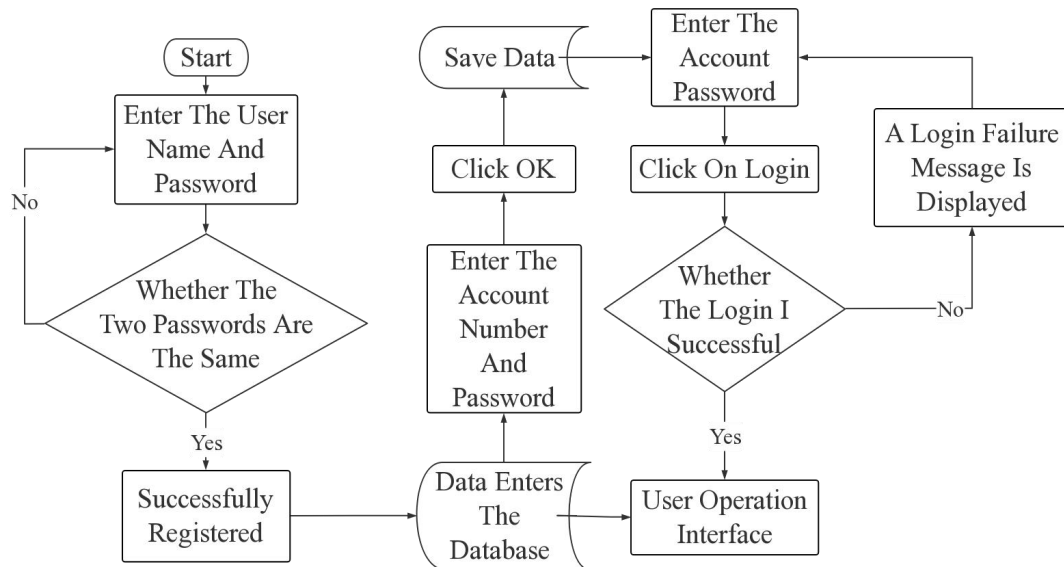 Start
Enter The User
Name And
Password
No
Whether The
Two Passwords Are
The Same
Yes
Successfully
Registered
Data Enters
The
Database
Enter The
Account
Number
And
Password
Click OK
Save Data
Enter The
Account
Password
Click On Login
Whether
The Login I
Successful
No
A Login Failure
Message Is
Displayed
Yes
User Operation
Interface